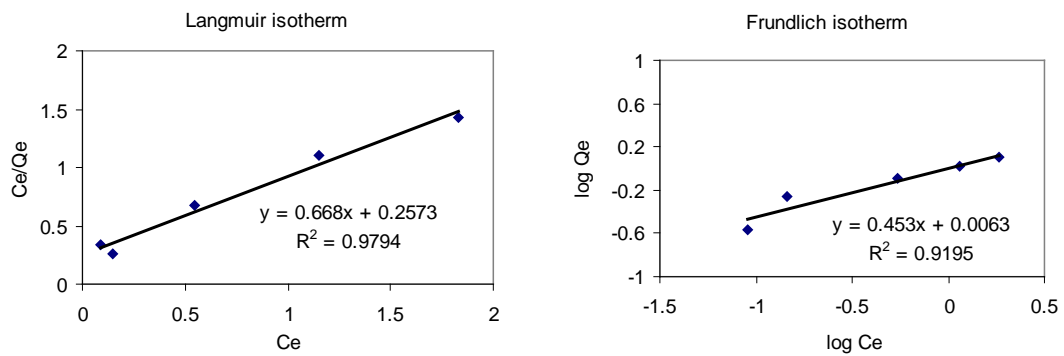 Langmuir isotherm
2
1.5
1
0.5
0
0
0.5
1
1.5
2
Ce/Qe
Ce
y = 0.668x + 0.2573
R² = 0.9794
Frundlich isotherm
1
0.6
0.2
-0.2
-0.6
-1
-1.5
-1
-0.5
0
0.5
log Qe
log Ce
y = 0.453x + 0.0063
R² = 0.9195